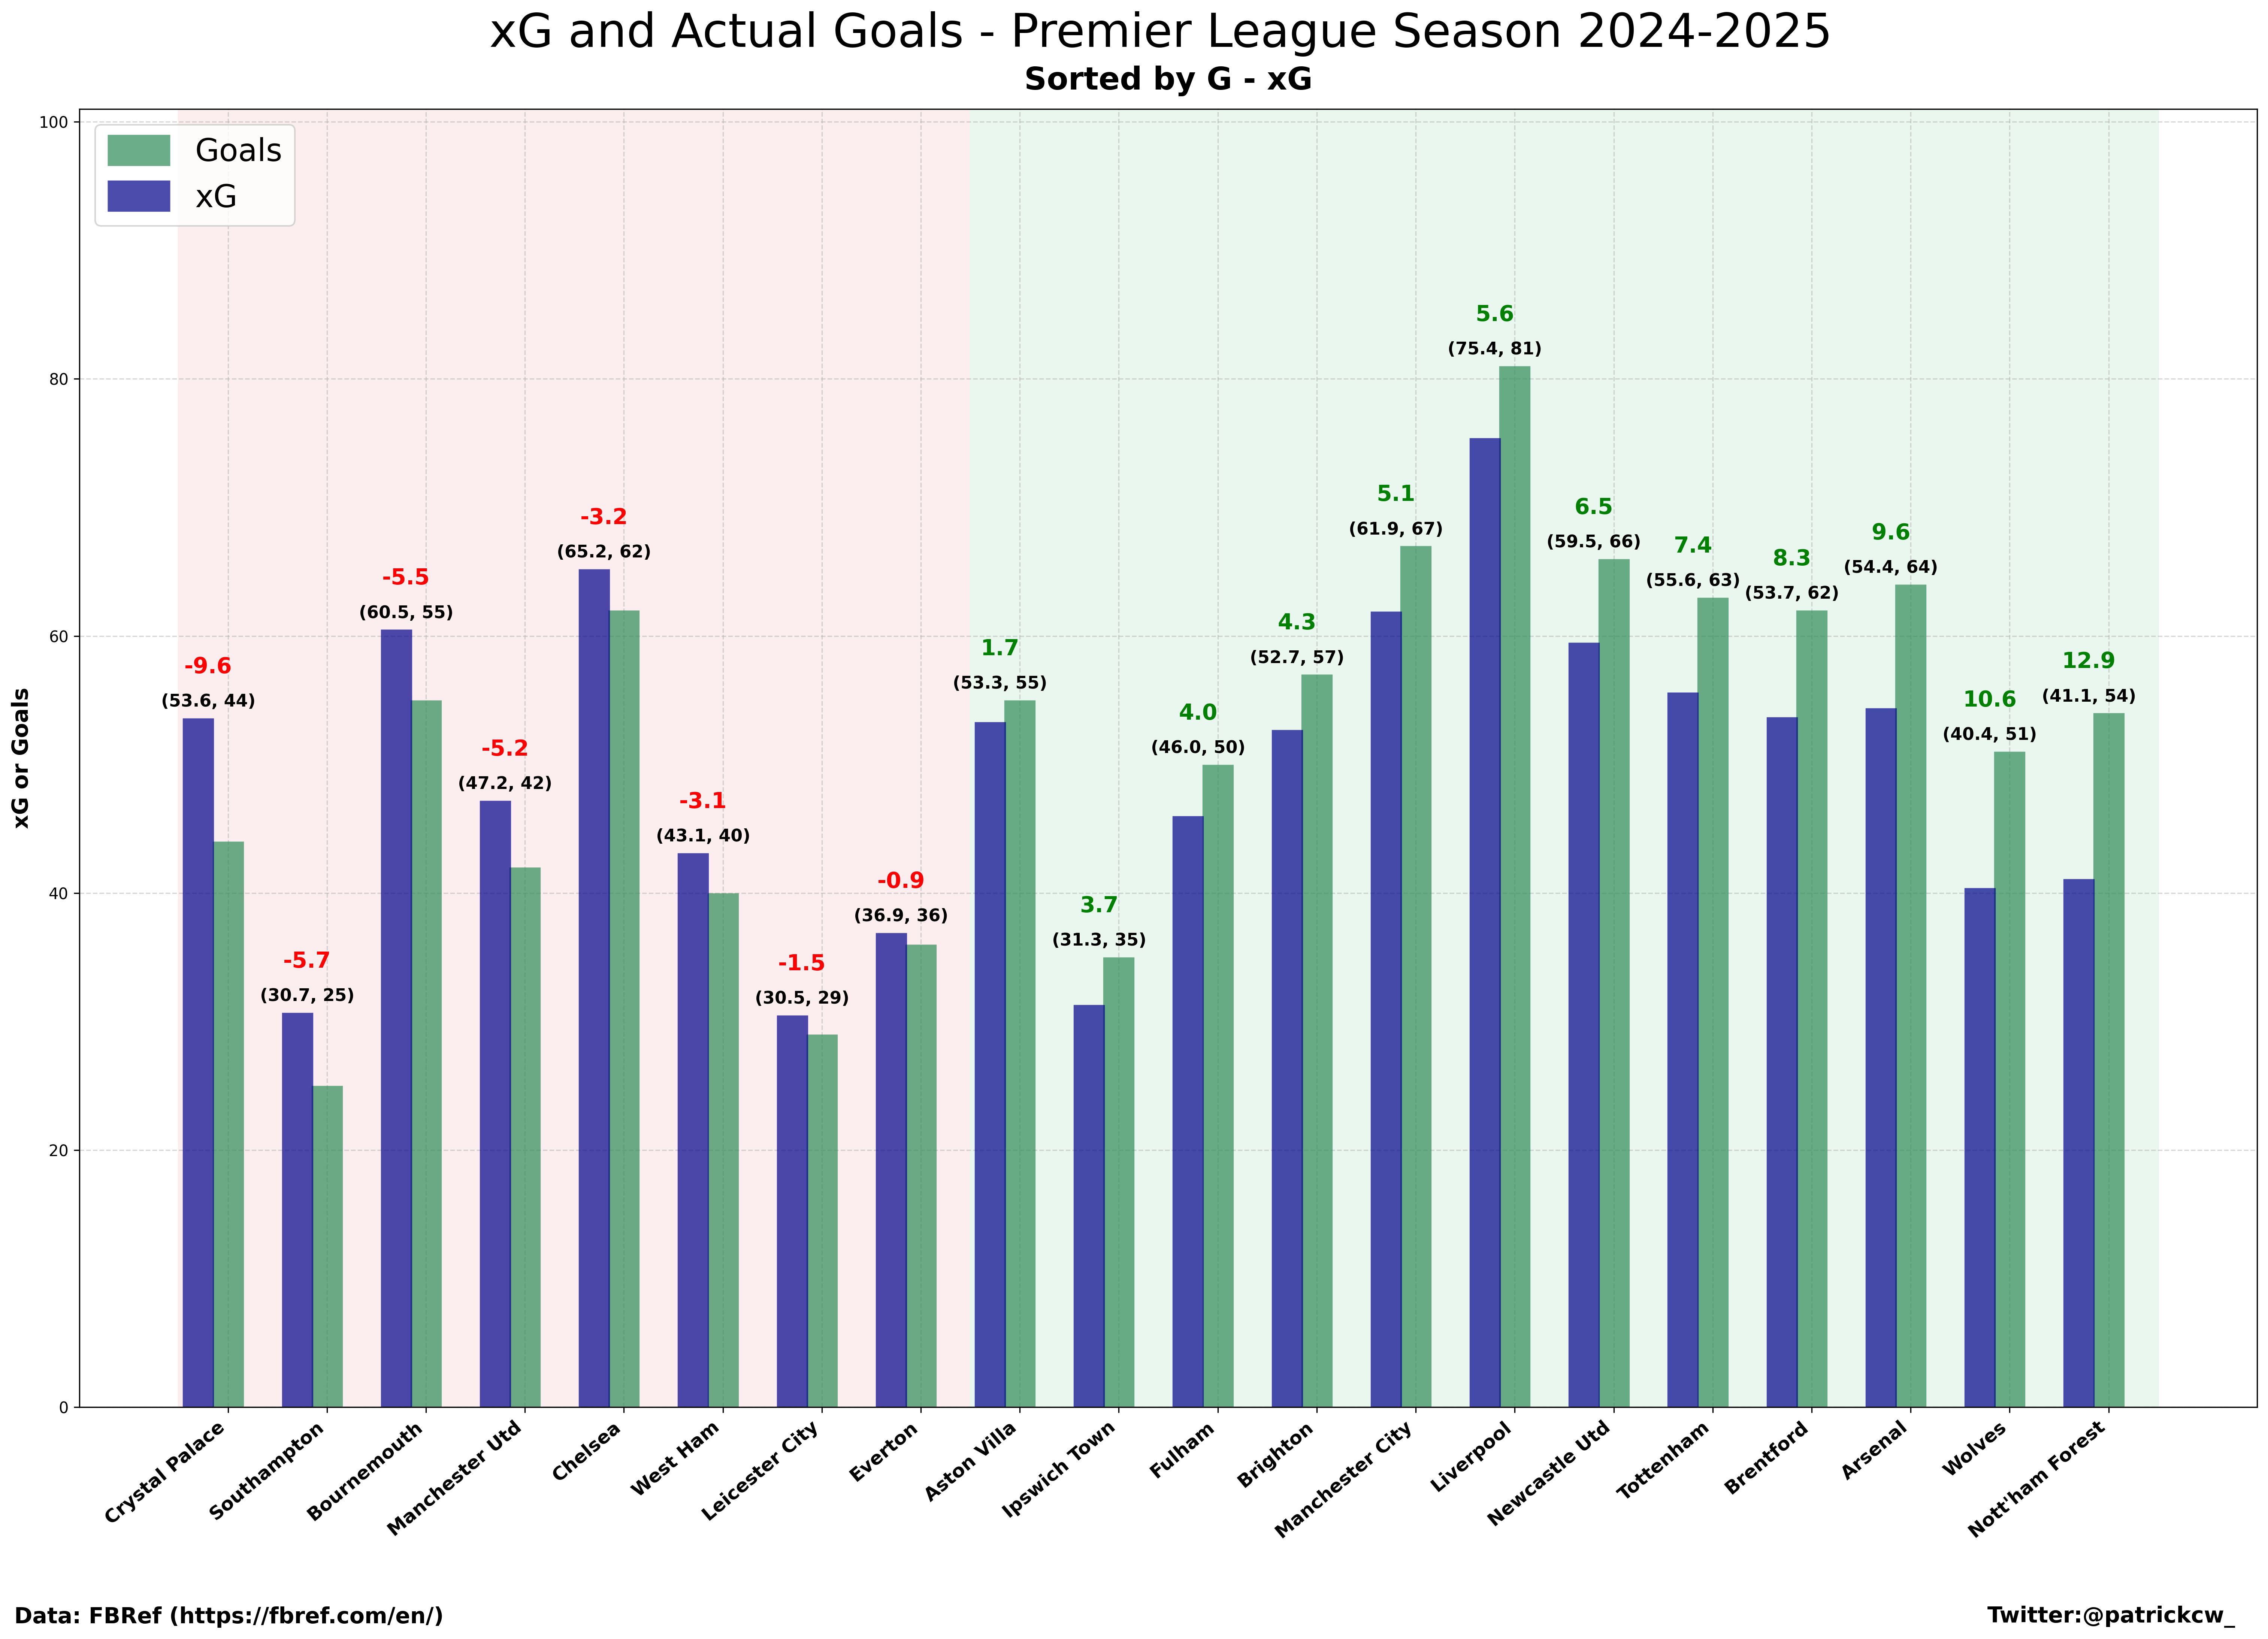 xG and Actual Goals - Premier League Season 2024-2025
Sorted by G - xG
Goals
xG
xG or Goals
100
80
60
40
20
0
-9.6
(53.6, 44)
-5.7
(30.7, 25)
-5.5
(60.5, 55)
-5.2
(47.2, 42)
-3.2
(65.2, 62)
-3.1
(43.1, 40)
-1.5
(30.5, 29)
-0.9
(36.9, 36)
1.7
(53.3, 55)
3.7
(31.3, 35)
4.0
(46.0, 50)
4.3
(52.7, 57)
5.1
(61.9, 67)
5.6
(75.4, 81)
6.5
(59.5, 66)
7.4
(55.6, 63)
8.3
(53.7, 62)
9.6
(54.4, 64)
10.6
(40.4, 51)
12.9
(41.1, 54)
Crystal Palace
Southampton
Bournemouth
Manchester Utd
Chelsea
West Ham
Leicester City
Everton
Aston Villa
Ipswich Town
Fulham
Brighton
Manchester City
Liverpool
Newcastle Utd
Tottenham
Brentford
Arsenal
Wolves
Nott'ham Forest
Data: FBRef (https://fbref.com/en/)
Twitter:@patrickcw_